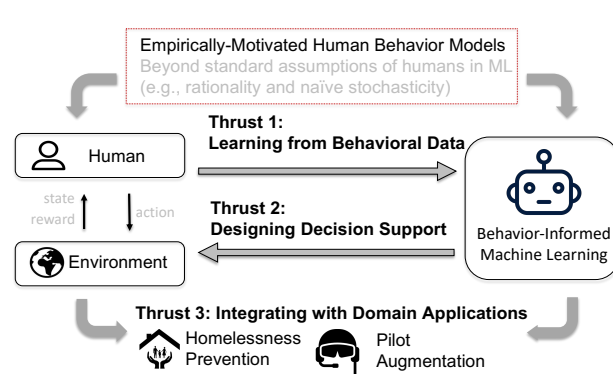 Empirically-Motivated Human Behavior Models
Beyond standard assumptions of humans in ML
(e.g., rationality and naïve stochasticity)
Thrust 1:
Learning from Behavioral Data
Human
state
reward
action
Thrust 2:
Designing Decision Support
Environment
Behavior-Informed
Machine Learning
Thrust 3: Integrating with Domain Applications
Homelessness
Prevention
Pilot
Augmentation